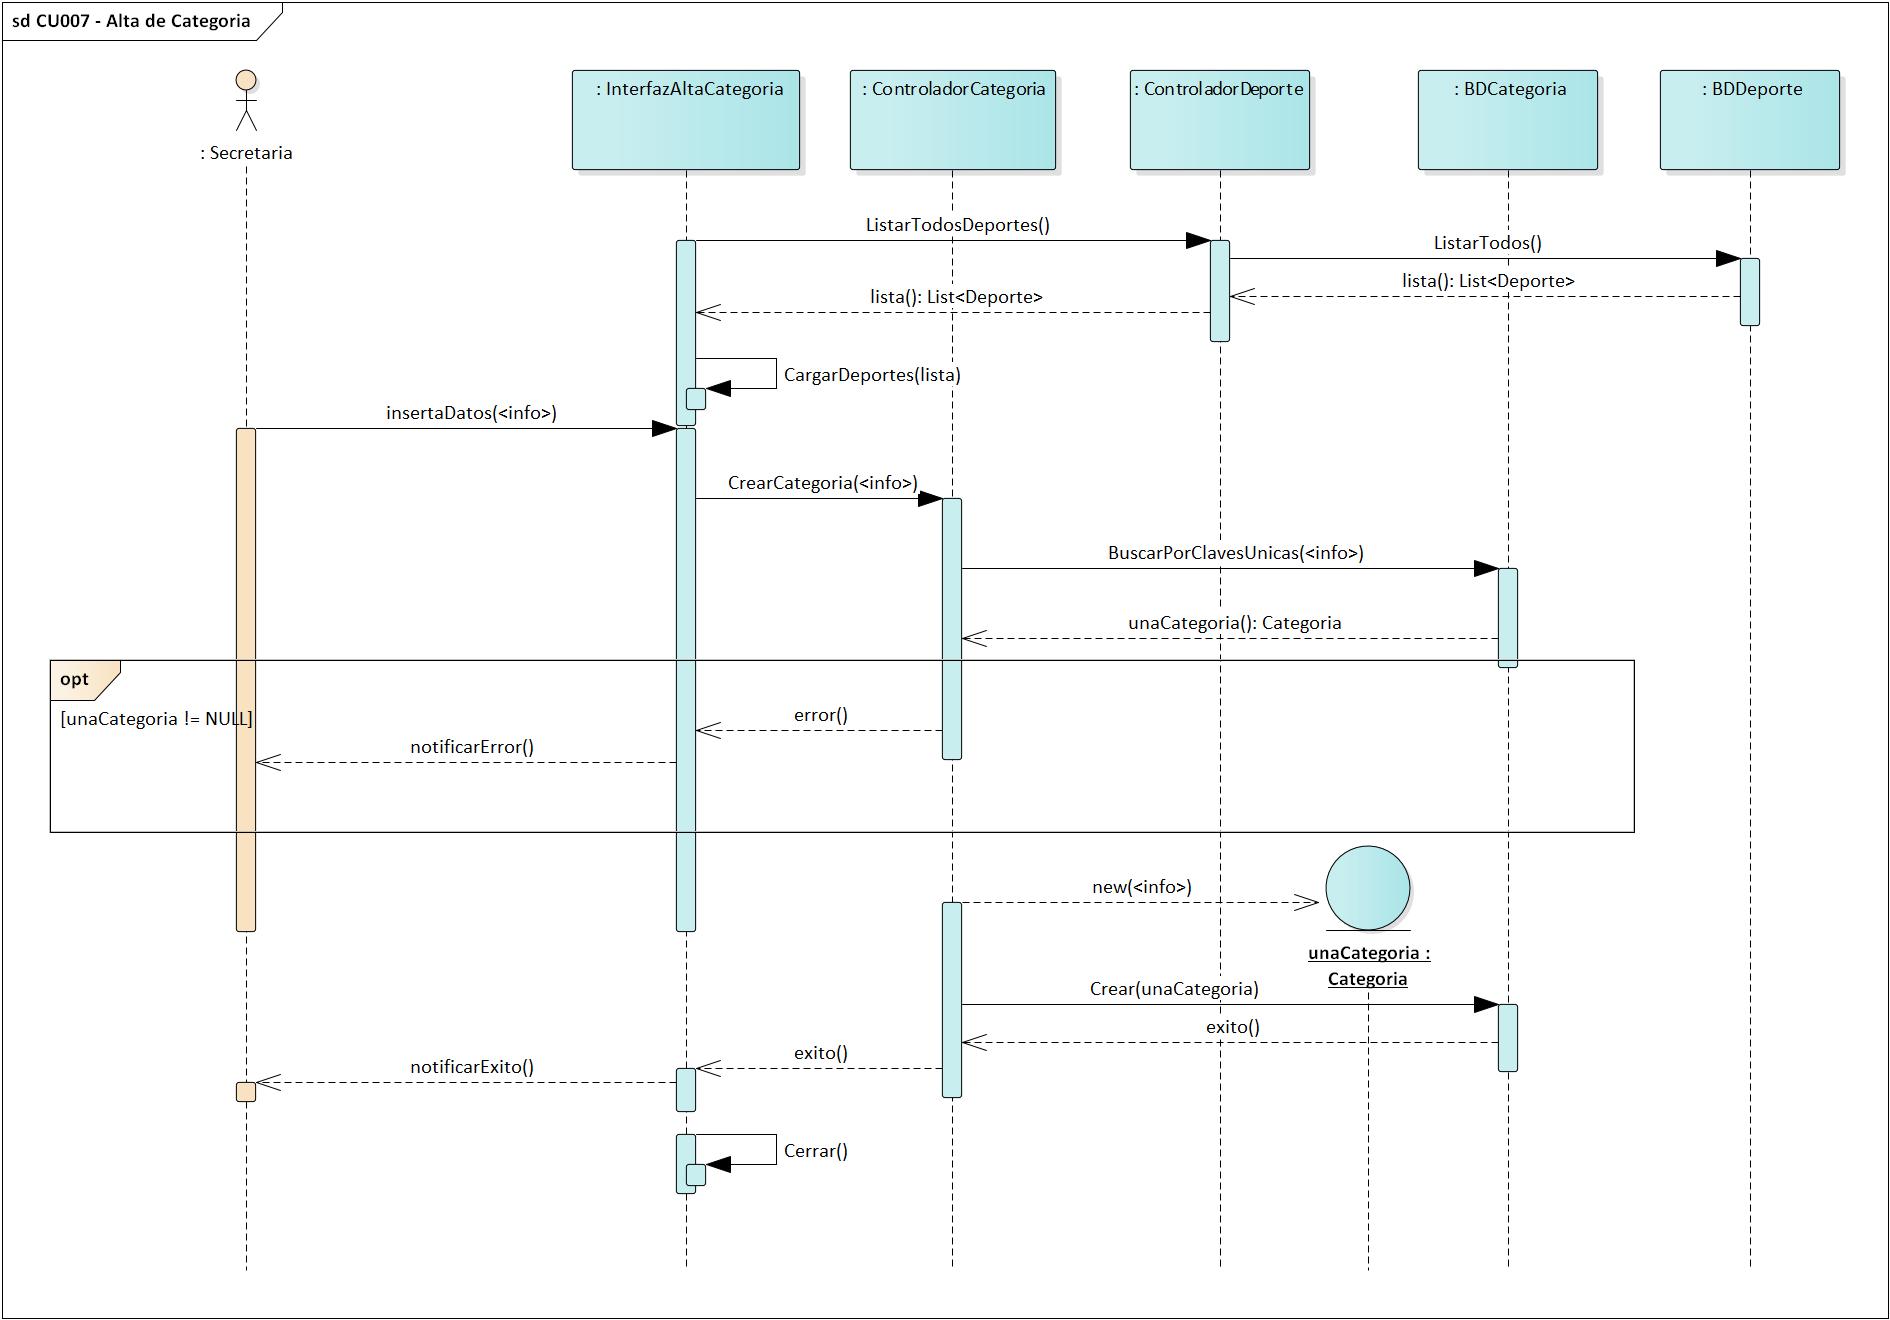 sd CU007 - Alta de Categoria
: Secretaria
: InterfazAltaCategoria
: ControladorCategoria
: ControladorDeporte
: BDCategoria
: BDDeporte
ListarTodosDeportes()
ListarTodos()
lista(): List<Deporte>
lista(): List<Deporte>
CargarDeportes(lista)
insertaDatos(<info>)
CrearCategoria(<info>)
BuscarPorClavesUnicas(<info>)
unaCategoria(): Categoria
opt
[unaCategoria != NULL]
error()
notificarError()
new(<info>)
unaCategoria :
Categoria
Crear(unaCategoria)
exito()
exito()
notificarExito()
Cerrar()